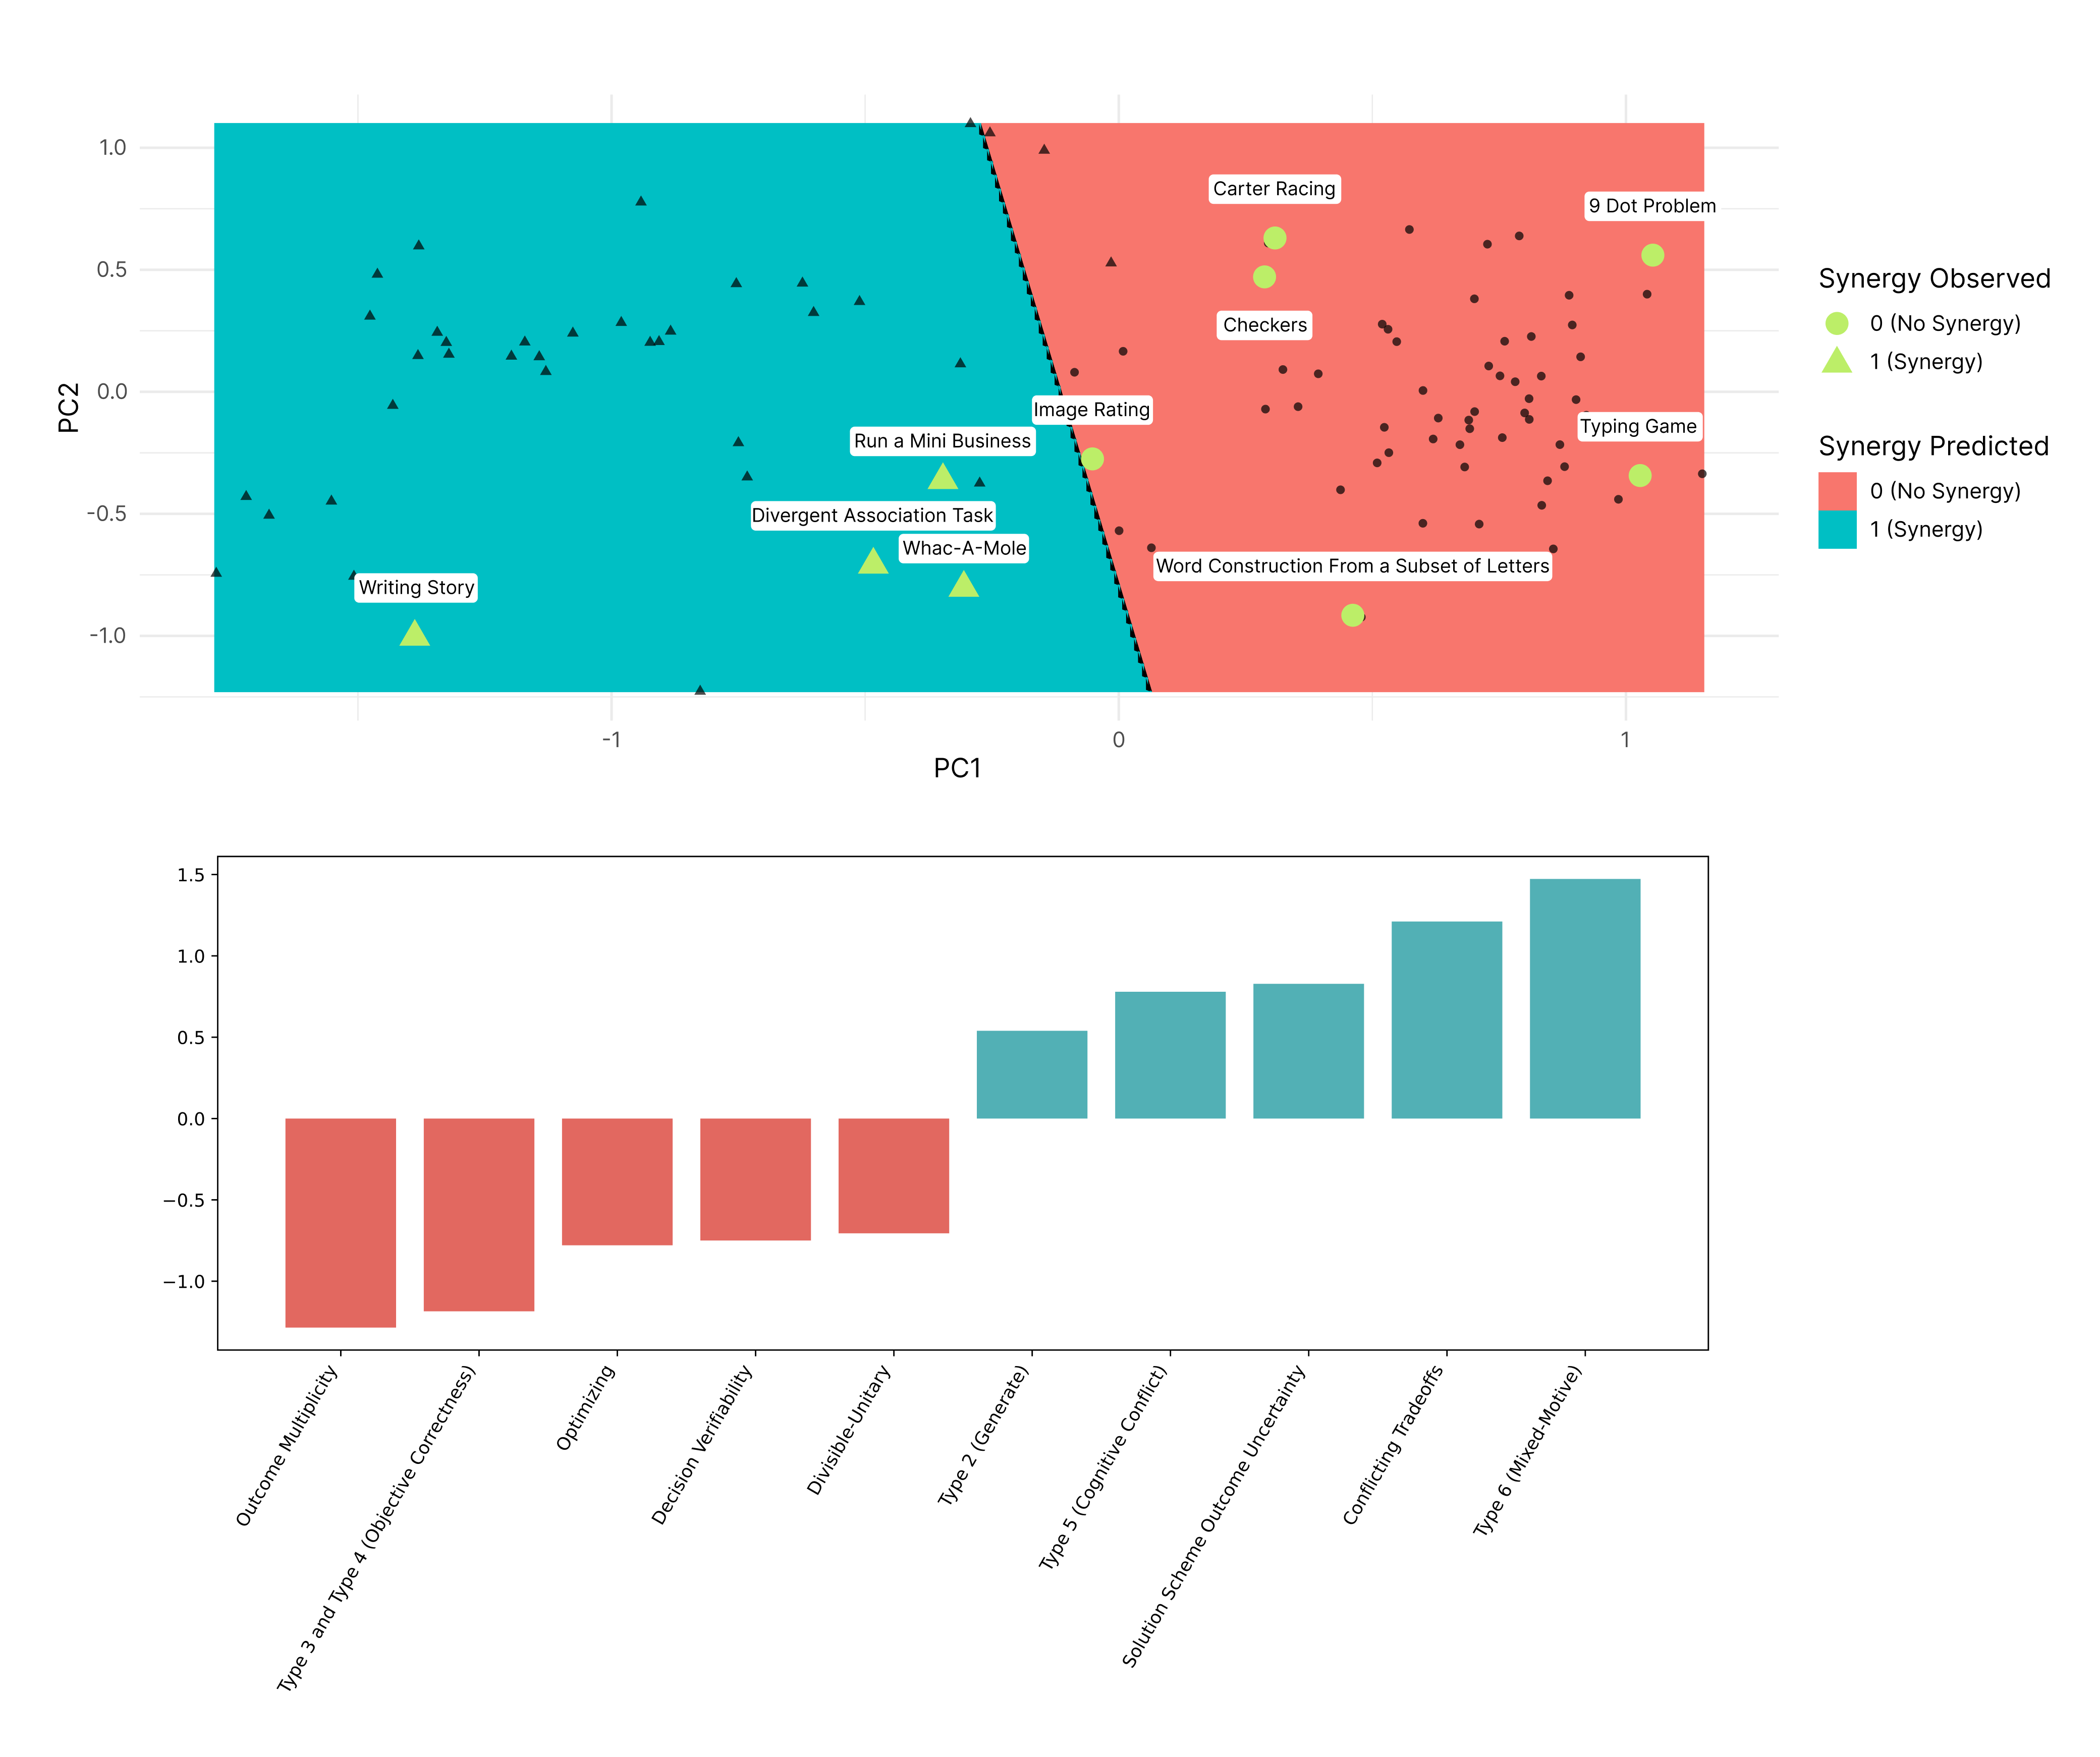 1.0
0.5
0.0
-0.5
-1.0
PC2
-1
0
1
PC1
Carter Racing
9 Dot Problem
Checkers
Image Rating
Typing Game
Run a Mini Business
Divergent Association Task
Whac-A-Mole
Word Construction From a Subset of Letters
Writing Story
Synergy Observed
0 (No Synergy)
1 (Synergy)
Synergy Predicted
0 (No Synergy)
1 (Synergy)
1.5
1.0
0.5
0.0
−0.5
−1.0
Outcome Multiplicity
Type 3 and Type 4 (Objective Correctness)
Optimizing
Decision Verifiability
Divisible-Unitary
Type 2 (Generate)
Type 5 (Cognitive Conflict)
Solution Scheme Outcome Uncertainty
Conflicting Tradeoffs
Type 6 (Mixed-Motive)